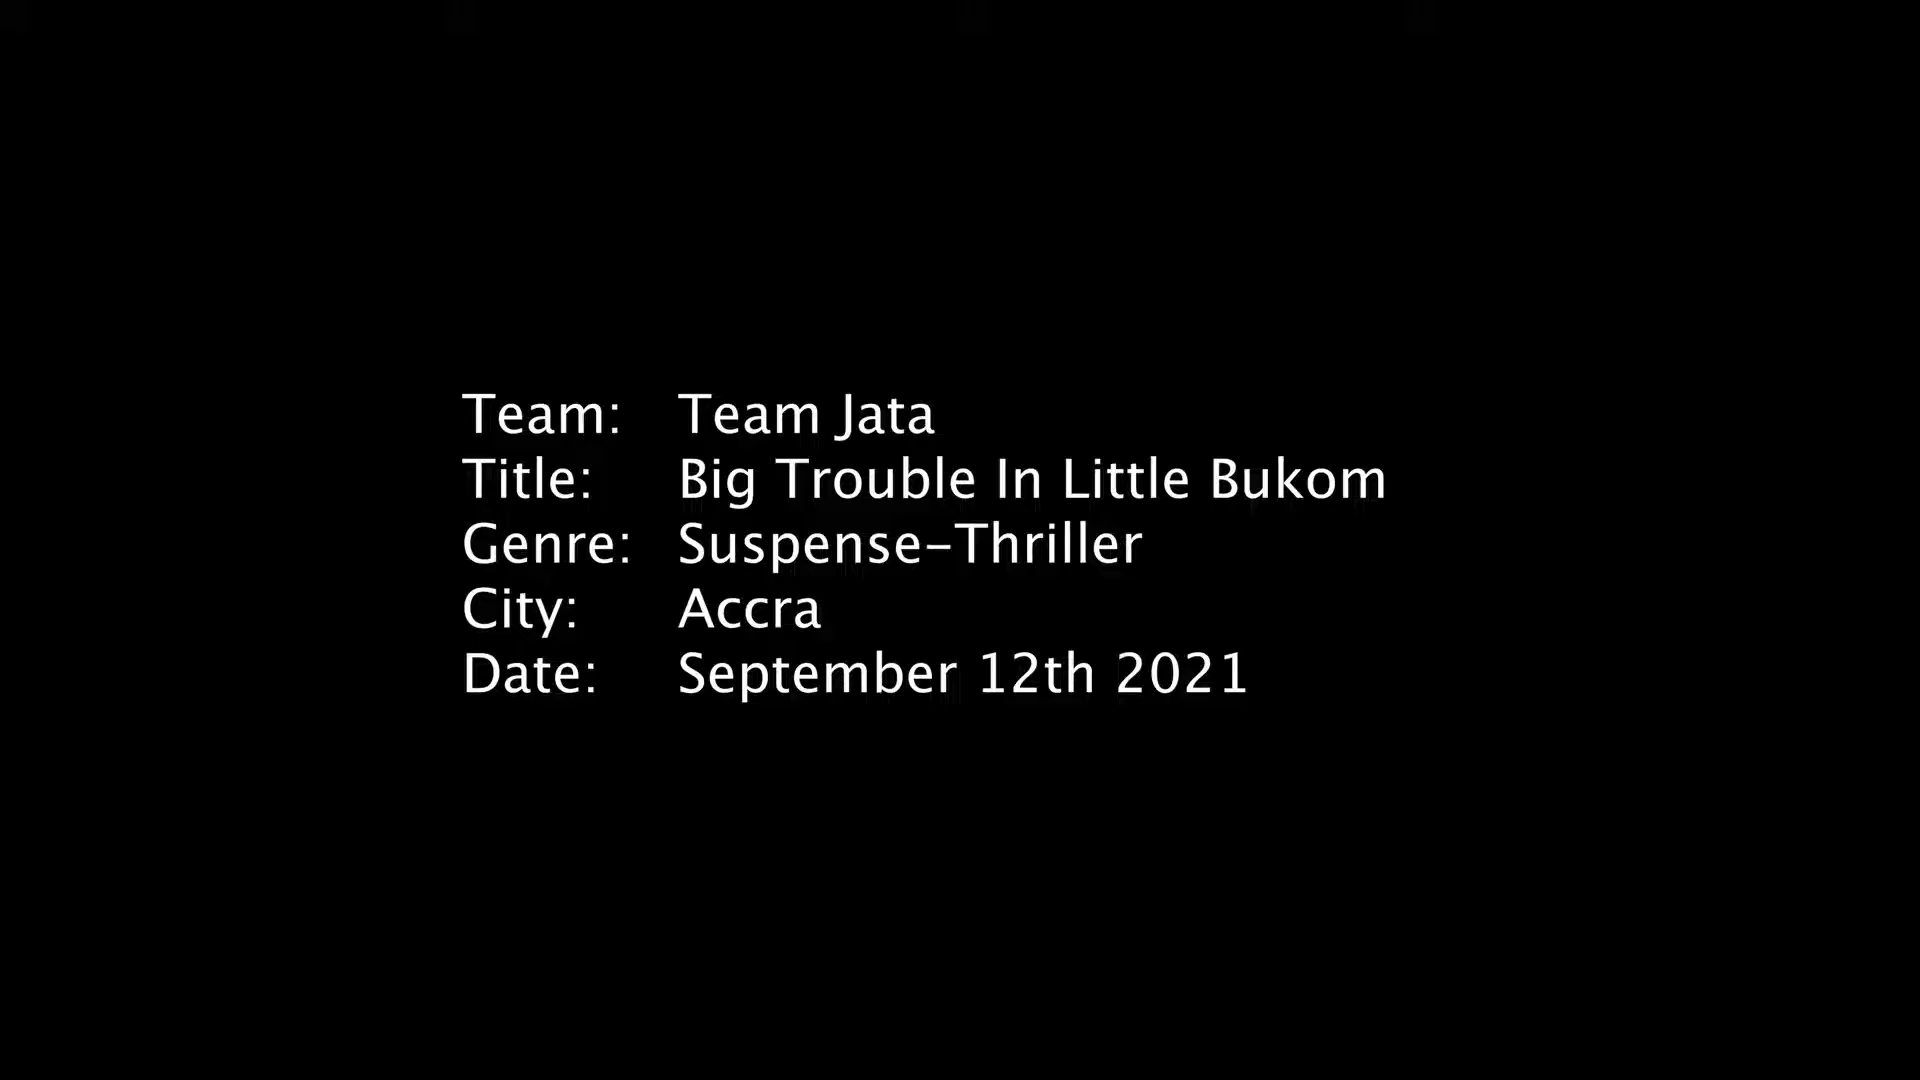 Team: Team Jata
Title: Big Trouble In Little Bukom
Genre: Suspense-Thriller
City: Accra
Date: September 12th 2021